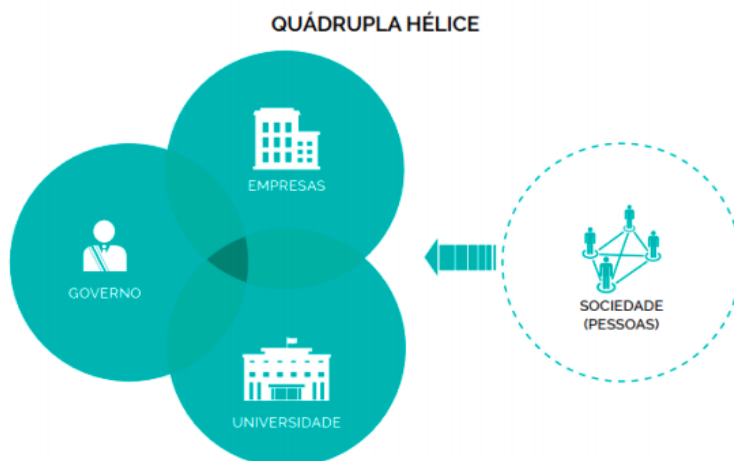 QUÁDRUPLA HÉLICE
EMPRESAS
GOVERNO
UNIVERSIDADE
SOCIEDADE
(PESSOAS)